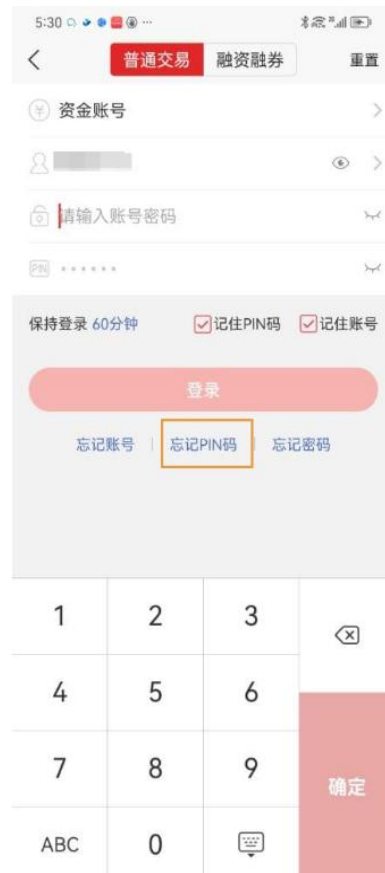 5:30
普通交易 融资融券 重置
资金账号
请输入账号密码
PIN ······
保持登录 60分钟 记住PIN码 记住账号
登录
忘记账号 忘记PIN码 忘记密码
1 2 3
4 5 6
7 8 9 确定
ABC 0